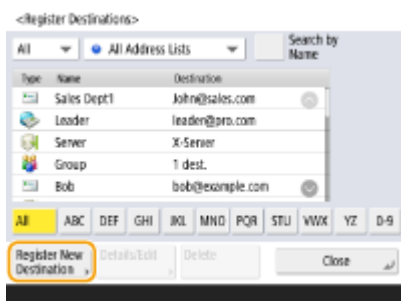 <Register Destinations>
All All Address Lists Search by
Name
Type Name Destination
Sales Dept1 John@sales.com
Leader leader@pro.com
Server X-Server
Group 1 dest.
Bob bob@example.com
All ABC DEF GHI JKL MNO PQR STU VWX YZ 0-9
Register New Details/Edit Delete Close
Destination